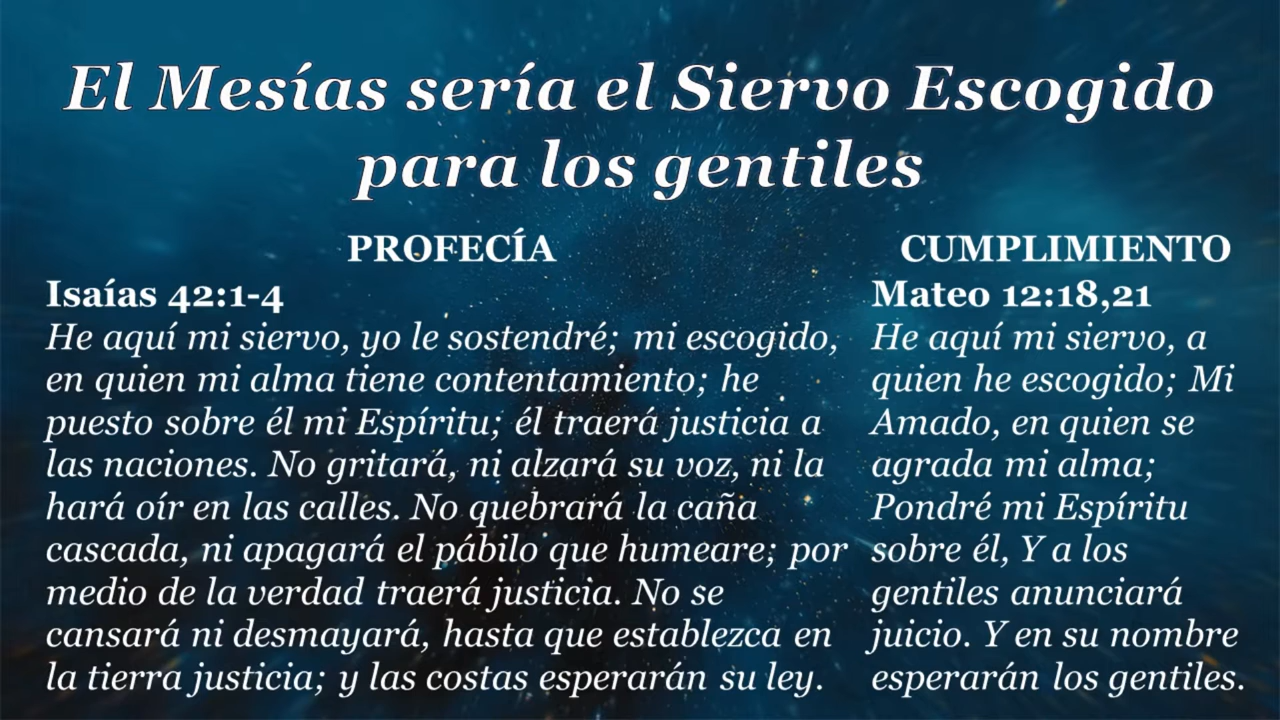 El Mesías sería el Siervo Escogido
para los gentiles
PROFECÍA
Isaías 42:1-4
He aquí mi siervo, yo le sostendré; mi escogido,
en quien mi alma tiene contentamiento; he
puesto sobre él mi Espíritu; él traerá justicia a
las naciones. No gritará, ni alzará su voz, ni la
hará oír en las calles. No quebrará la caña
cascada, ni apagará el pábilo que humeare; por
medio de la verdad traerá justicia. No se
cansará ni desmayará, hasta que establezca en
la tierra justicia; y las costas esperarán su ley.
CUMPLIMIENTO
Mateo 12:18,21
He aquí mi siervo, a
quien he escogido; Mi
Amado, en quien se
agrada mi alma;
Pondré mi Espíritu
sobre él, Y a los
gentiles anunciará
juicio. Y en su nombre
esperarán los gentiles.